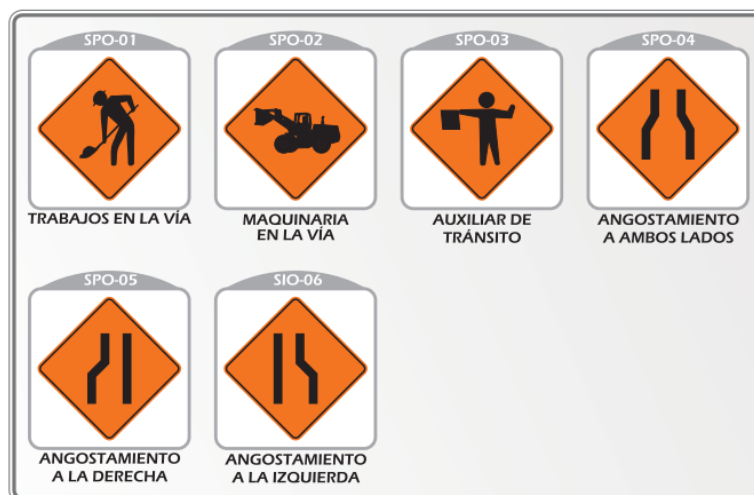 SPO-01
TRABAJOS EN LA VÍA
SPO-02
MAQUINARIA
EN LA VÍA
SPO-03
AUXILIAR DE
TRÁNSITO
SPO-04
ANGOSTAMIENTO
A AMBOS LADOS
SPO-05
ANGOSTAMIENTO
A LA DERECHA
SIO-06
ANGOSTAMIENTO
A LA IZQUIERDA